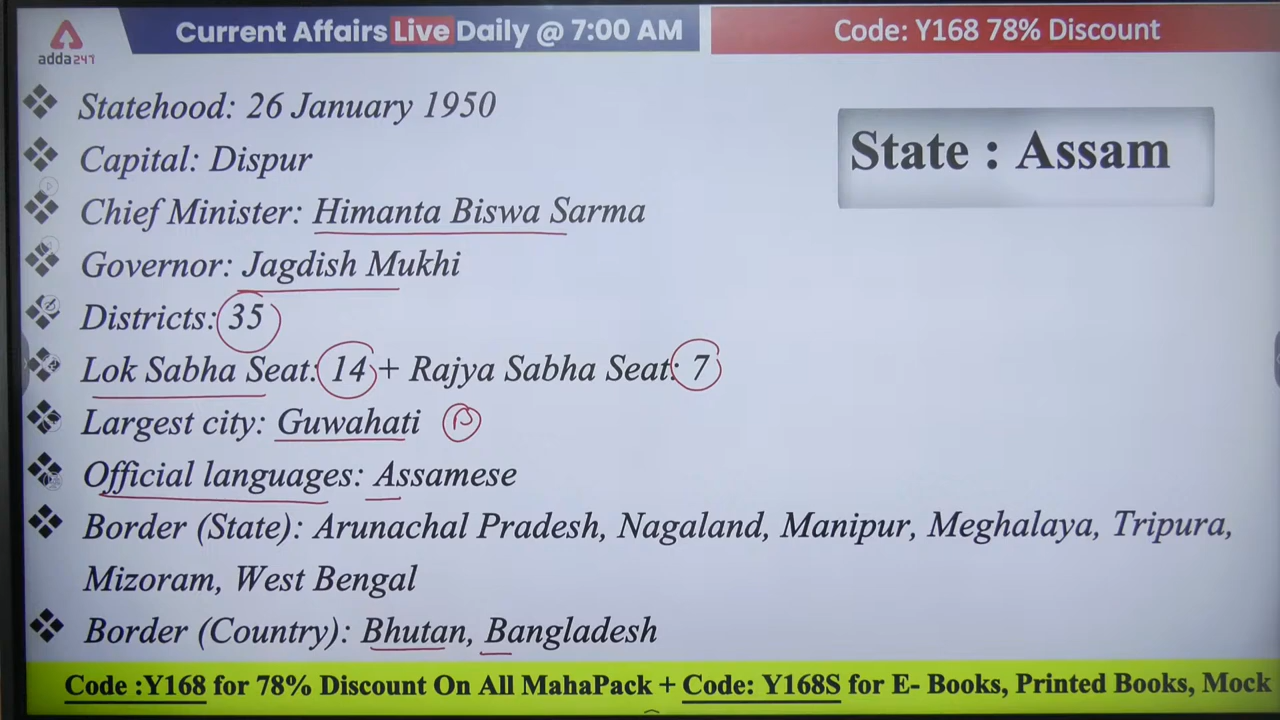 Current Affairs Live Daily @ 7:00 AM
Code: Y168 78% Discount
adda247
Statehood: 26 January 1950
State : Assam
Capital: Dispur
Chief Minister: Himanta Biswa Sarma
Governor: Jagdish Mukhi
Districts: 35
Lok Sabha Seat: 14 + Rajya Sabha Seat: 7
Largest city: Guwahati
Official languages: Assamese
Border (State): Arunachal Pradesh, Nagaland, Manipur, Meghalaya, Tripura,
Mizoram, West Bengal
Border (Country): Bhutan, Bangladesh
Code :Y168 for 78% Discount On All MahaPack + Code: Y168S for E- Books, Printed Books, Mock